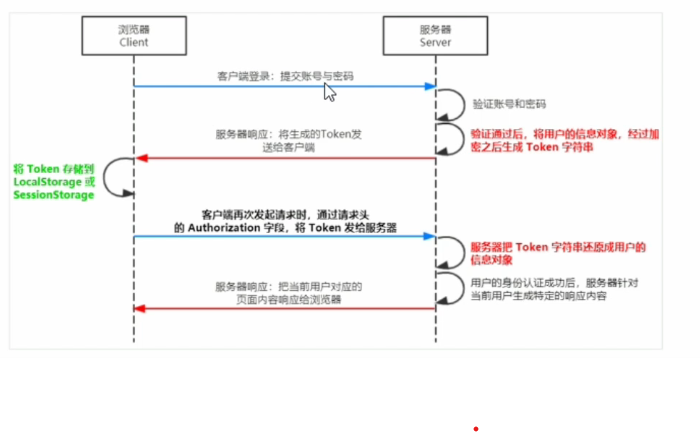 浏览器
Client
服务器
Server
客户端登录：提交账号与密码
验证账号和密码
服务器响应：将生成的Token发
送给客户端
验证通过后，将用户的信息对象，经过加
密之后生成 Token 字符串
将 Token 存储到
LocalStorage 或
SessionStorage
客户端再次发起请求时，通过请求头
的 Authorization 字段，将 Token 发给服务器
服务器把 Token 字符串还原成用户的
信息对象
服务器响应：把当前用户对应的
页面内容响应给浏览器
用户的身份认证成功后，服务器针对
当前用户生成特定的响应内容